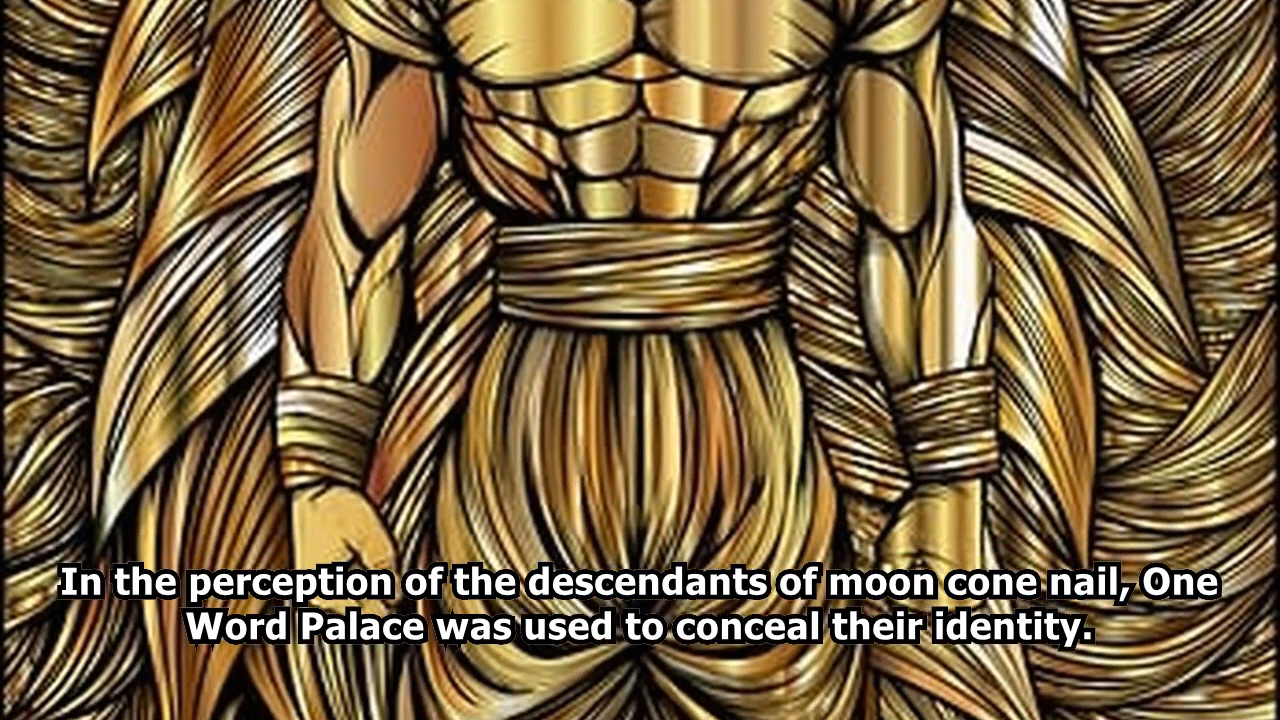 In the perception of the descendants of moon cone nail, One
Word Palace was used to conceal their identity.